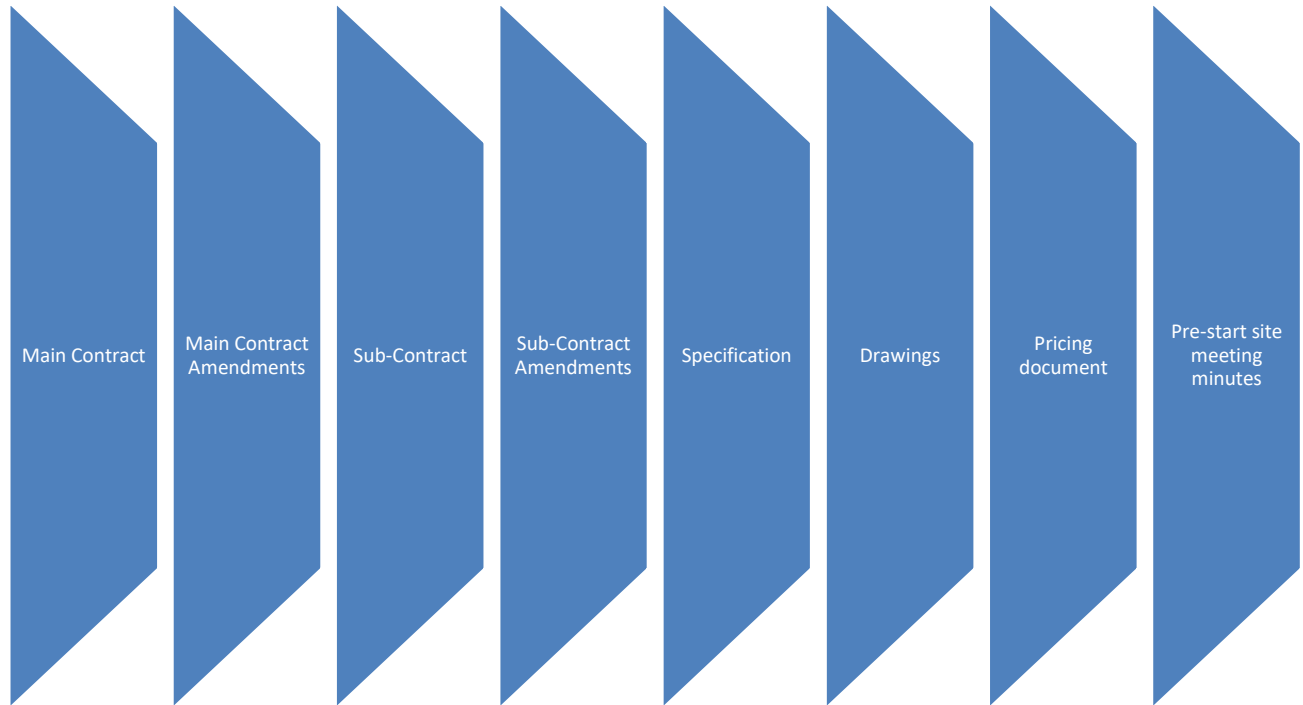 Main Contract
Main Contract
Amendments
Sub-Contract
Sub-Contract
Amendments
Specification
Drawings
Pricing
document
Pre-start site
meeting
minutes